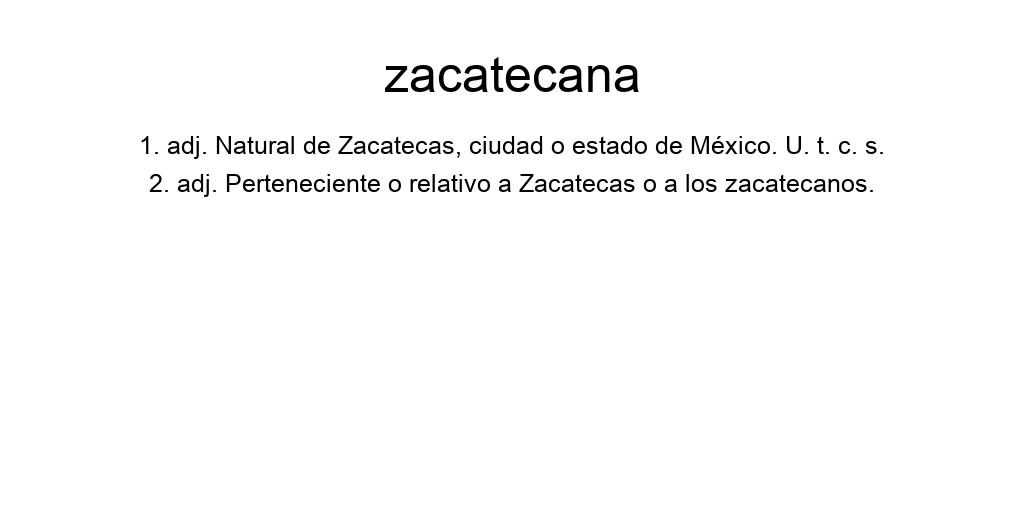 zacatecana
1. adj. Natural de Zacatecas, ciudad o estado de México. U. t. c. s.
2. adj. Perteneciente o relativo a Zacatecas o a los zacatecanos.